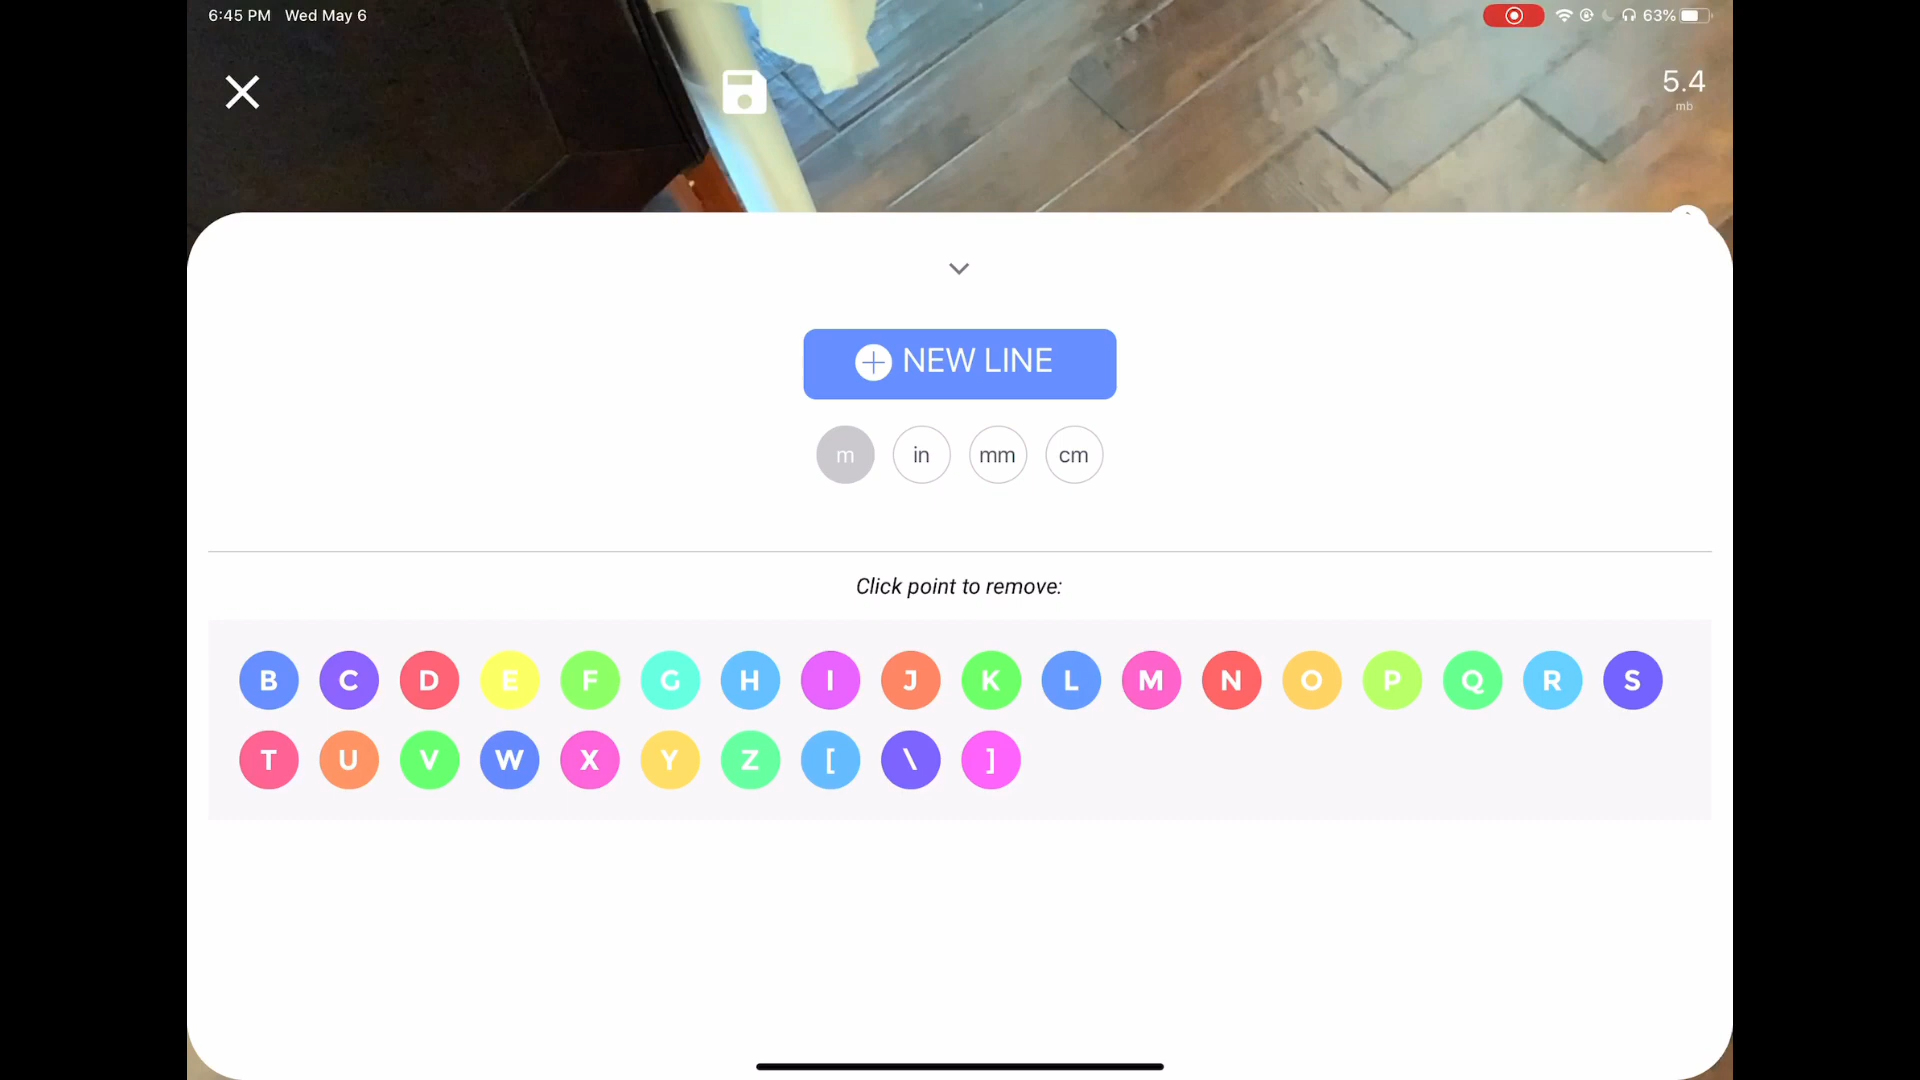 6:45 PM Wed May 6
63%
5.4
mb
NEW LINE
m in mm cm
Click point to remove:
B C D E F G H I J K L M N O P Q R S
T U V W X Y Z [ \ ]